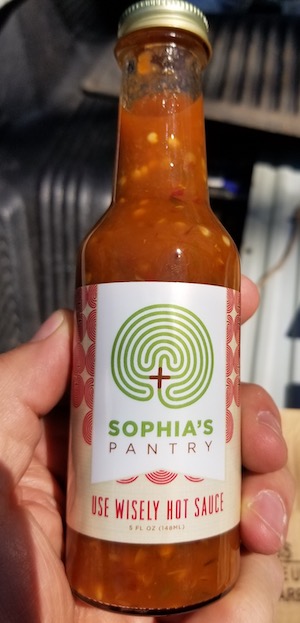 SOPHIA'S
PANTRY
USE WISELY HOT SAUCE
5 FL OZ (148ML)